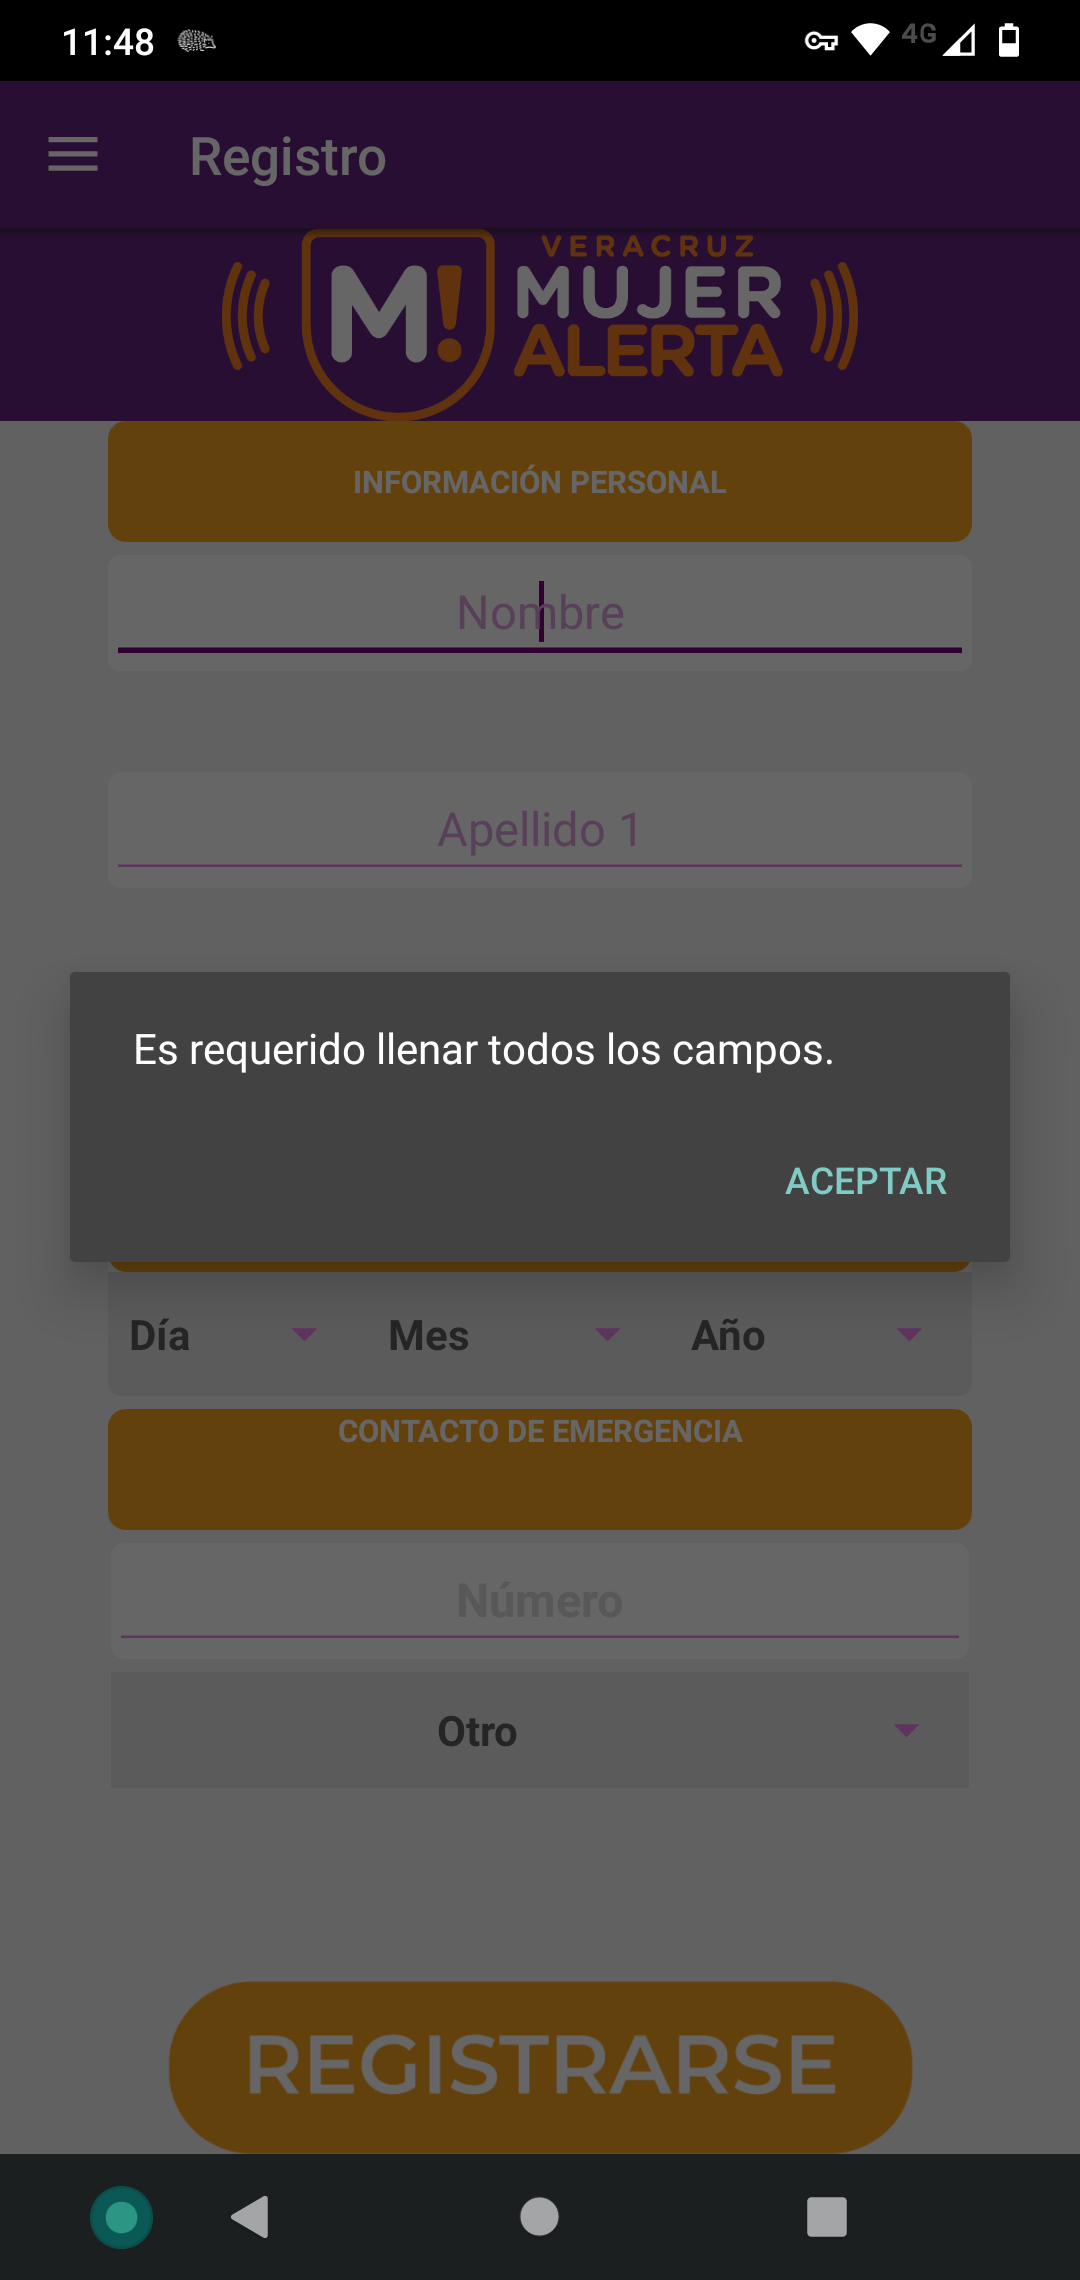 11:48
4G
Registro
VERACRUZ
M! MUJER
ALERTA
INFORMACIÓN PERSONAL
Nombre
Apellido 1
Es requerido llenar todos los campos.
ACEPTAR
Día Mes Año
CONTACTO DE EMERGENCIA
Número
Otro
REGISTRARSE